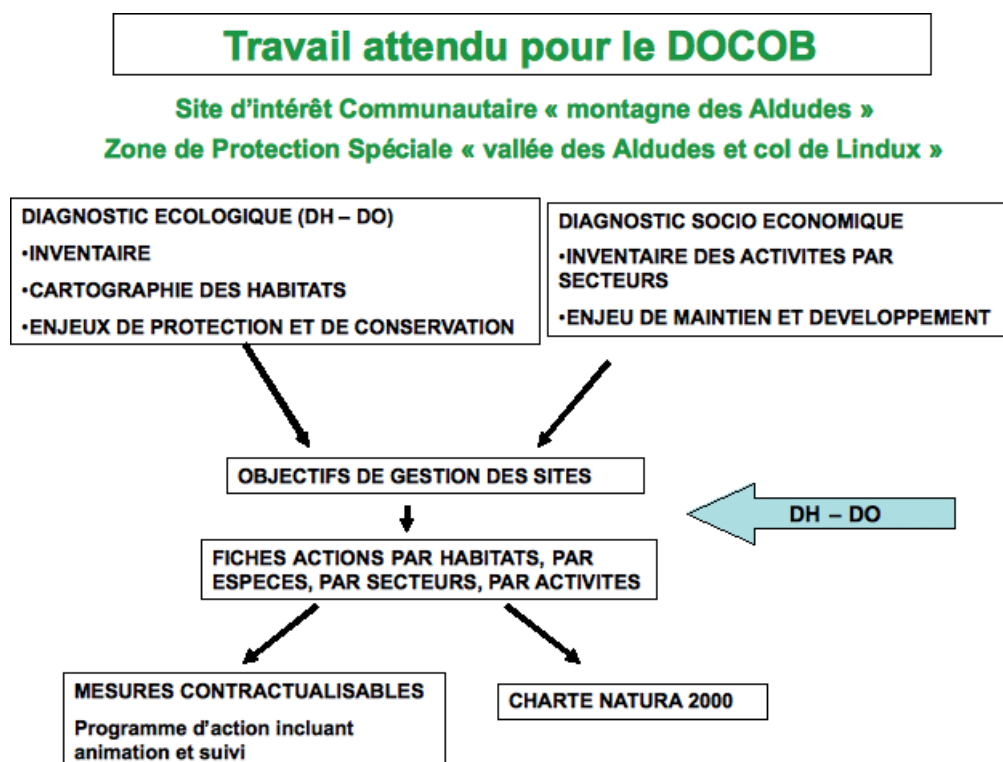 Travail attendu pour le DOCOB
Site d'intérêt Communautaire « montagne des Aldudes »
Zone de Protection Spéciale « vallée des Aldudes et col de Lindux »
DIAGNOSTIC ECOLOGIQUE (DH – DO)
•INVENTAIRE
•CARTOGRAPHIE DES HABITATS
•ENJEUX DE PROTECTION ET DE CONSERVATION
DIAGNOSTIC SOCIO ECONOMIQUE
•INVENTAIRE DES ACTIVITES PAR
SECTEURS
•ENJEU DE MAINTIEN ET DEVELOPPEMENT
OBJECTIFS DE GESTION DES SITES
DH – DO
FICHES ACTIONS PAR HABITATS, PAR
ESPECES, PAR SECTEURS, PAR ACTIVITES
MESURES CONTRACTUALISABLES
Programme d'action incluant
animation et suivi
CHARTE NATURA 2000